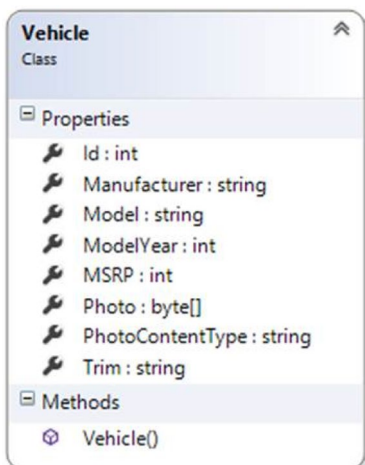 Vehicle
Class
Properties
Id : int
Manufacturer : string
Model : string
ModelYear : int
MSRP : int
Photo : byte[]
PhotoContentType : string
Trim : string
Methods
Vehicle()